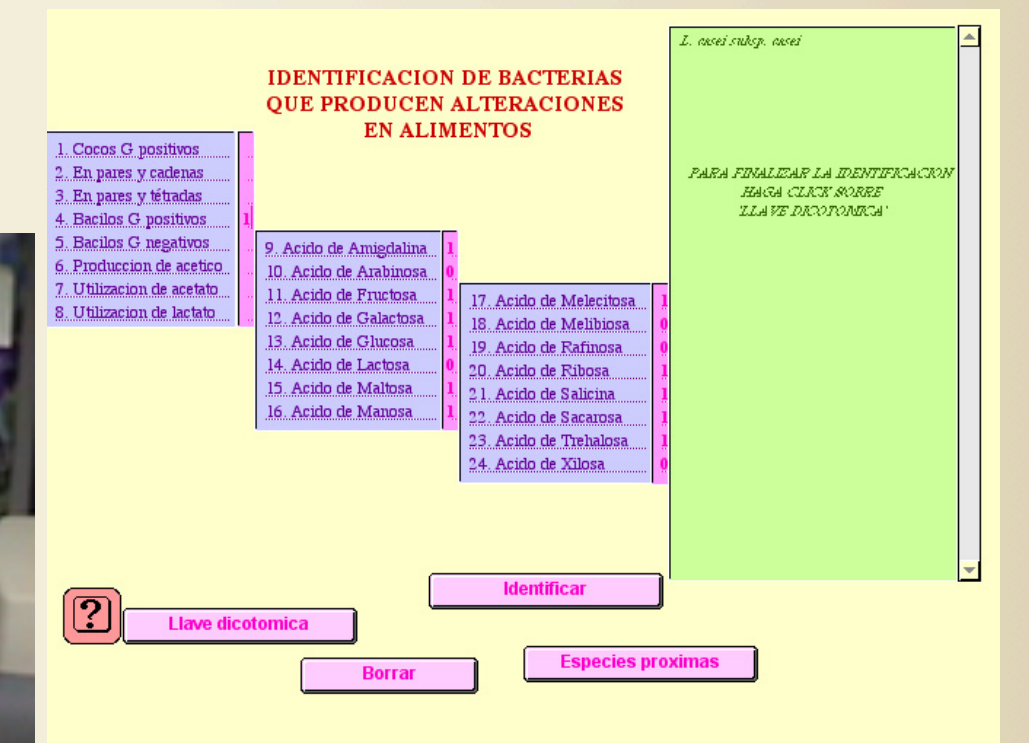 L. casei subsp. casei
IDENTIFICACION DE BACTERIAS
QUE PRODUCEN ALTERACIONES
EN ALIMENTOS
1. Cocos G positivos
2. En pares y cadenas
3. En pares y tétradas
4. Bacilos G positivos 1
5. Bacilos G negativos
6. Produccion de acetico
7. Utilizacion de acetato
8. Utilizacion de lactato
9. Acido de Amigdalina 1
10. Acido de Arabinosa 0
11. Acido de Fructosa 1
12. Acido de Galactosa 1
13. Acido de Glucosa 1
14. Acido de Lactosa 0
15. Acido de Maltosa 1
16. Acido de Manosa 1
17. Acido de Melecitosa 1
18. Acido de Melibiosa 0
19. Acido de Rafinosa 0
20. Acido de Ribosa 1
21. Acido de Salicina 1
22. Acido de Sacarosa 1
23. Acido de Trehalosa 1
24. Acido de Xilosa 0
PARA FINALIZAR LA IDENTIFICACION
HAGA CLICK SOBRE
'LLAVE DICOTOMICA'
Identificar
?
Llave dicotomica
Especies proximas
Borrar